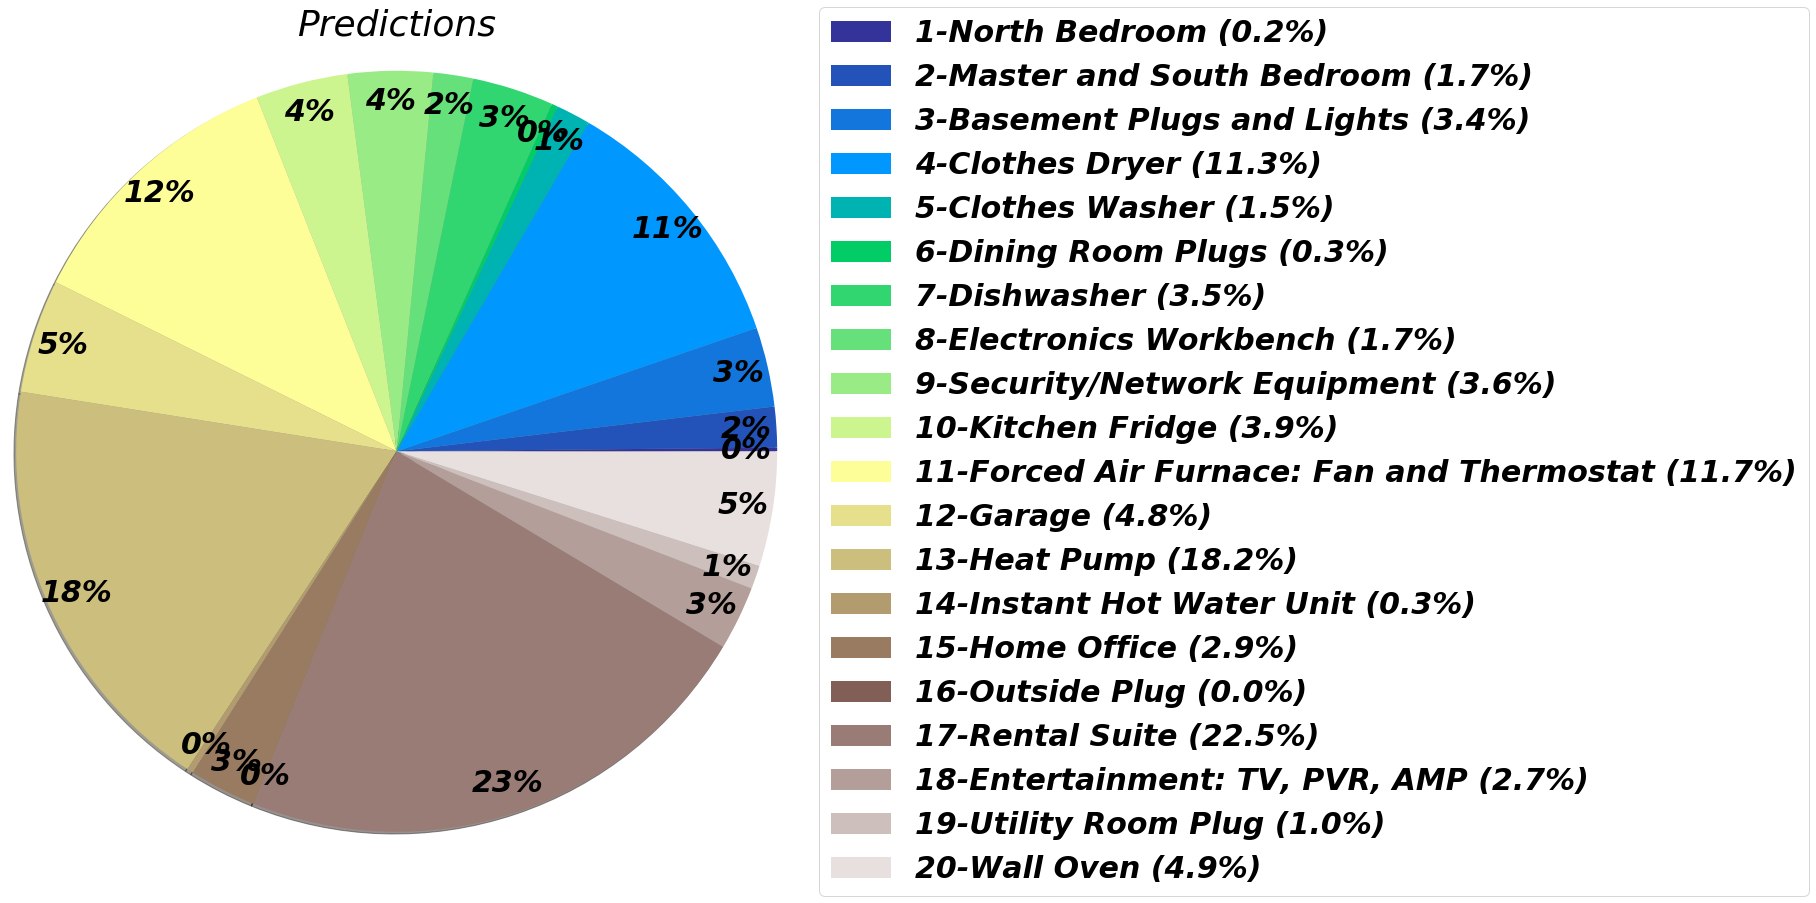 Predictions
4%
4%
2%
3%
0%
1%
12%
11%
5%
3%
2%
0%
5%
18%
1%
3%
0%
3%
0%
23%
1-North Bedroom (0.2%)
2-Master and South Bedroom (1.7%)
3-Basement Plugs and Lights (3.4%)
4-Clothes Dryer (11.3%)
5-Clothes Washer (1.5%)
6-Dining Room Plugs (0.3%)
7-Dishwasher (3.5%)
8-Electronics Workbench (1.7%)
9-Security/Network Equipment (3.6%)
10-Kitchen Fridge (3.9%)
11-Forced Air Furnace: Fan and Thermostat (11.7%)
12-Garage (4.8%)
13-Heat Pump (18.2%)
14-Instant Hot Water Unit (0.3%)
15-Home Office (2.9%)
16-Outside Plug (0.0%)
17-Rental Suite (22.5%)
18-Entertainment: TV, PVR, AMP (2.7%)
19-Utility Room Plug (1.0%)
20-Wall Oven (4.9%)